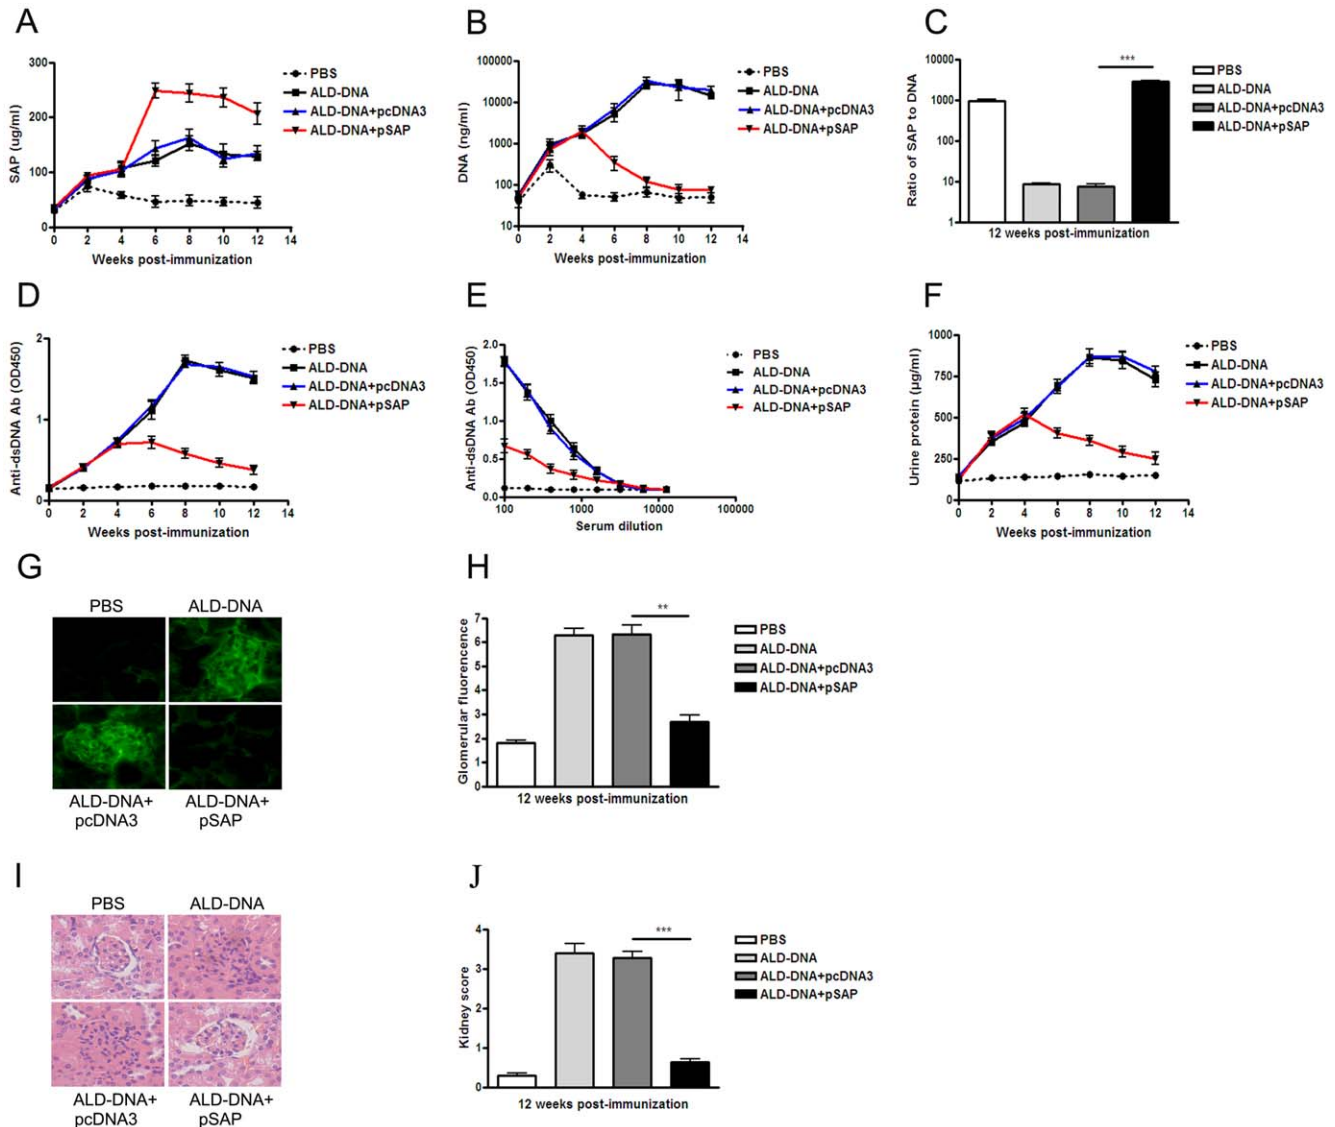 A
SAP (ug/ml)
300
200
100
0
0 2 4 6 8 10 12 14
Weeks post-immunization
PBS
ALD-DNA
ALD-DNA+pcDNA3
ALD-DNA+pSAP
B
DNA (ng/ml)
100000
10000
1000
100
10
0 2 4 6 8 10 12 14
Weeks post-immunization
PBS
ALD-DNA
ALD-DNA+pcDNA3
ALD-DNA+pSAP
C
Ratio of SAP to DNA
10000
1000
100
10
1
***
12 weeks post-immunization
PBS
ALD-DNA
ALD-DNA+pcDNA3
ALD-DNA+pSAP
D
Anti-dsDNA Ab (OD450)
2
1
0
0 2 4 6 8 10 12 14
Weeks post-immunization
PBS
ALD-DNA
ALD-DNA+pcDNA3
ALD-DNA+pSAP
E
Anti-dsDNA Ab (OD450)
2.0
1.5
1.0
0.5
0.0
100 1000 10000 100000
Serum dilution
PBS
ALD-DNA
ALD-DNA+pcDNA3
ALD-DNA+pSAP
F
Urine protein (µg/ml)
1000
750
500
250
0
0 2 4 6 8 10 12 14
Weeks post-immunization
PBS
ALD-DNA
ALD-DNA+pcDNA3
ALD-DNA+pSAP
G
PBS ALD-DNA
ALD-DNA+ ALD-DNA+
pcDNA3 pSAP
H
Glomerular fluorencence
7
6
5
4
3
2
1
0
**
12 weeks post-immunization
PBS
ALD-DNA
ALD-DNA+pcDNA3
ALD-DNA+pSAP
I
PBS ALD-DNA
ALD-DNA+ ALD-DNA+
pcDNA3 pSAP
J
Kidney score
4
3
2
1
0
***
12 weeks post-immunization
PBS
ALD-DNA
ALD-DNA+pcDNA3
ALD-DNA+pSAP